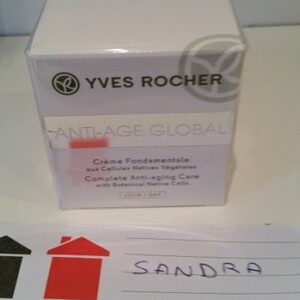 YVES ROCHER
ANTI-AGE GLOBAL
Crème Fondamentale
aux Cellules Natives Végétales
Complete Anti-aging Care
with Botanical Native Cells
JOUR / DAY
SANDRA